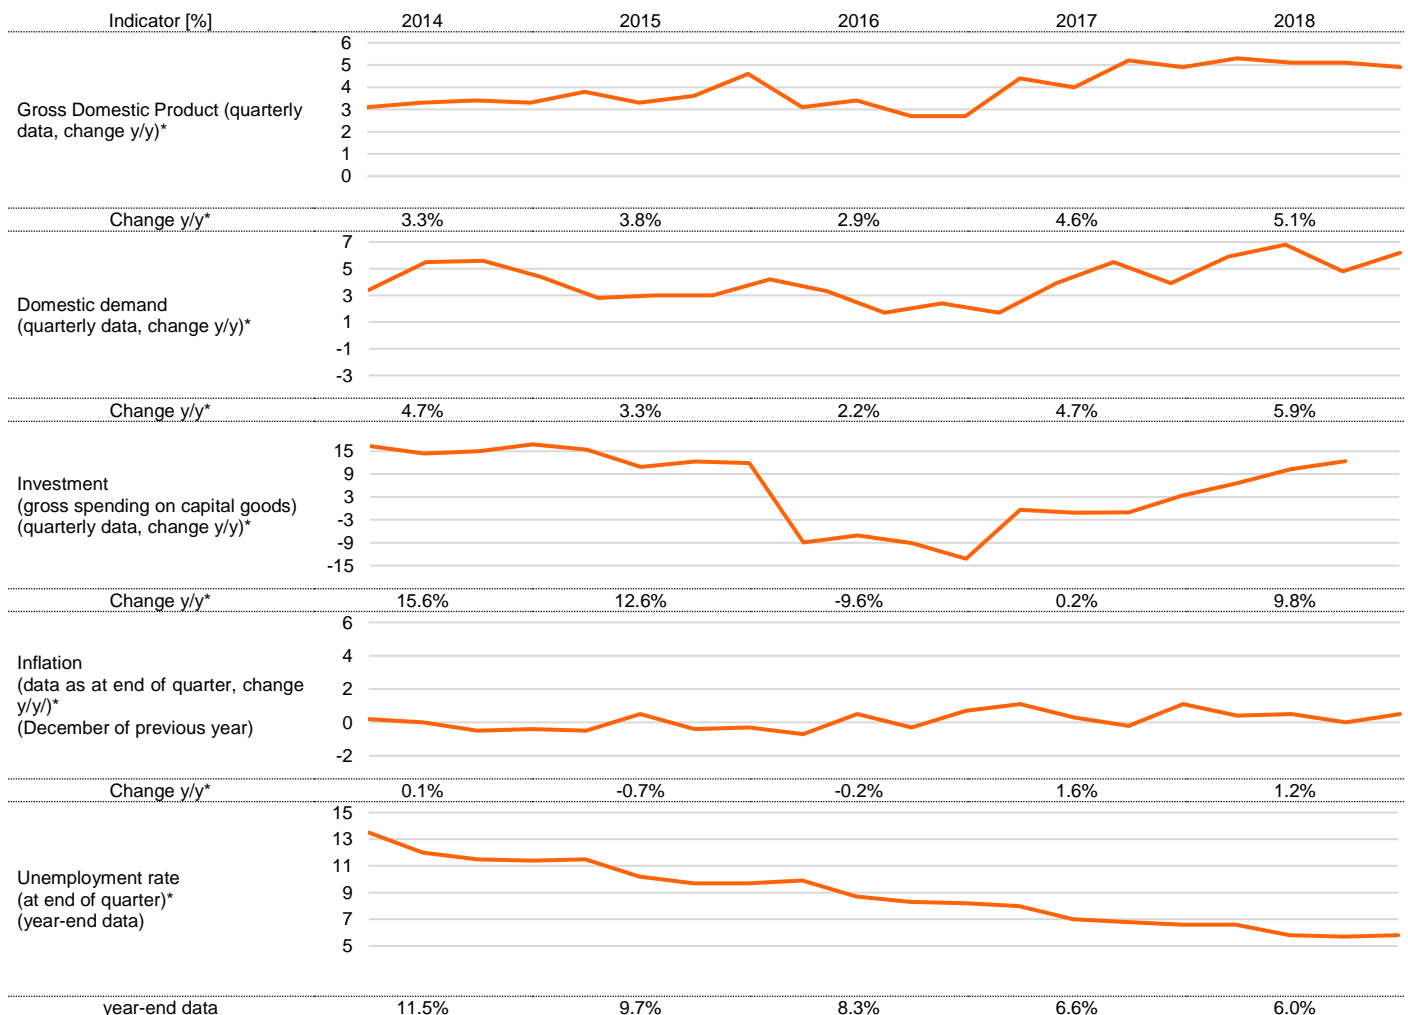 Indicator [%] 2014 2015 2016 2017 2018
6
5
4
3
2
1
0
Gross Domestic Product (quarterly
data, change y/y)*
Change y/y* 3.3% 3.8% 2.9% 4.6% 5.1%
7
5
3
1
-1
-3
Domestic demand
(quarterly data, change y/y)*
Change y/y* 4.7% 3.3% 2.2% 4.7% 5.9%
15
9
3
-3
-9
-15
Investment
(gross spending on capital goods)
(quarterly data, change y/y)*
Change y/y* 15.6% 12.6% -9.6% 0.2% 9.8%
6
4
2
0
-2
Inflation
(data as at end of quarter, change
y/y/)*
(December of previous year)
Change y/y* 0.1% -0.7% -0.2% 1.6% 1.2%
15
13
11
9
7
5
Unemployment rate
(at end of quarter)*
(year-end data)
year-end data 11.5% 9.7% 8.3% 6.6% 6.0%